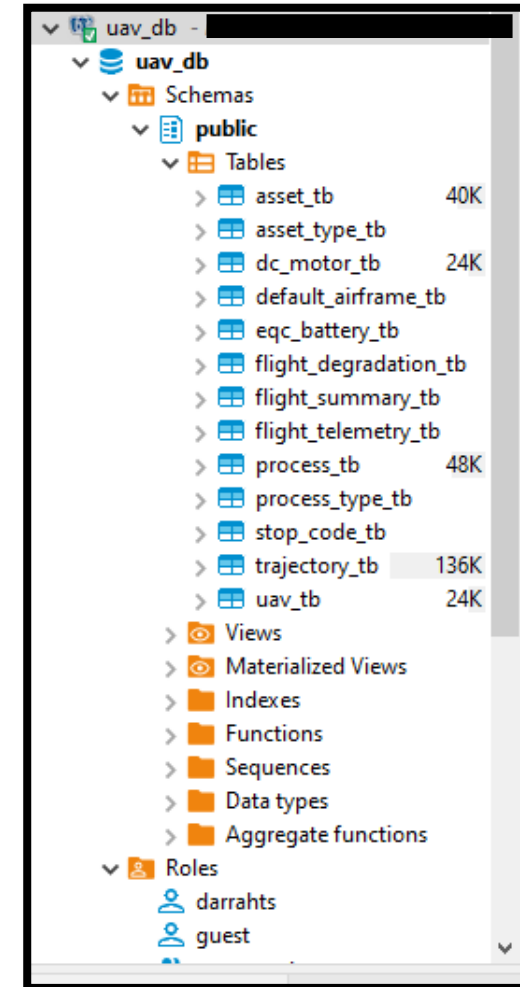 uav_db -
uav_db
Schemas
public
Tables
asset_tb 40K
asset_type_tb
dc_motor_tb 24K
default_airframe_tb
eqc_battery_tb
flight_degradation_tb
flight_summary_tb
flight_telemetry_tb
process_tb 48K
process_type_tb
stop_code_tb
trajectory_tb 136K
uav_tb 24K
Views
Materialized Views
Indexes
Functions
Sequences
Data types
Aggregate functions
Roles
darrahts
guest